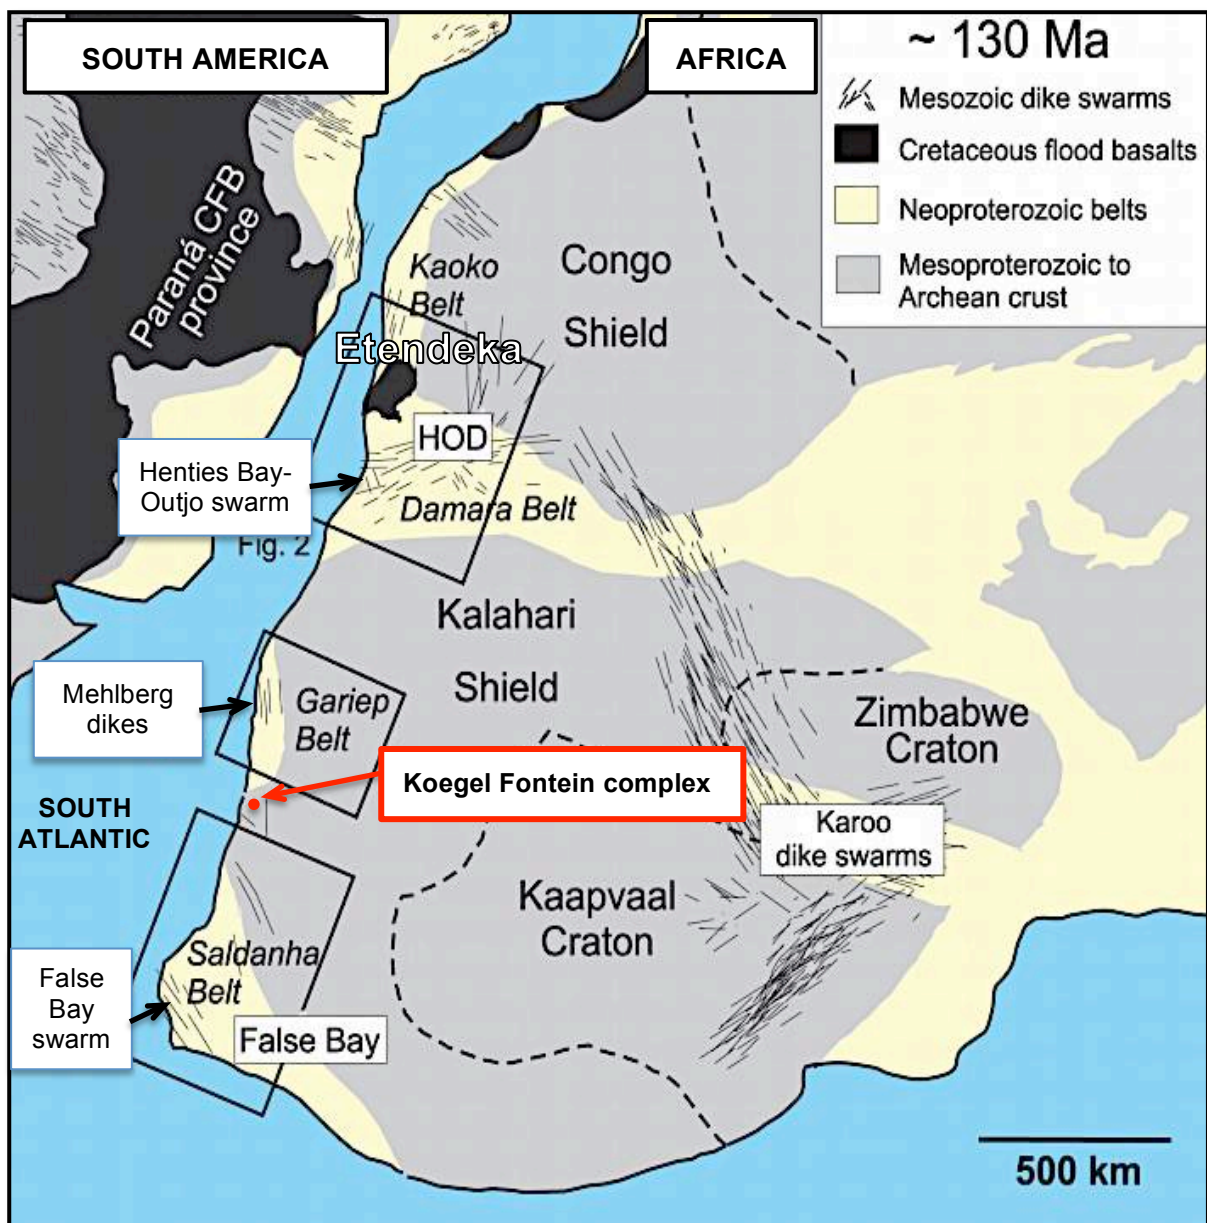 SOUTH AMERICA
AFRICA
~ 130 Ma
Mesozoic dike swarms
Cretaceous flood basalts
Neoproterozoic belts
Mesoproterozoic to
Archean crust
Paraná CFB
province
Kaoko
Belt
Congo
Shield
Etendeka
HOD
Henties Bay-
Outjo swarm
Damara Belt
Fig. 2
Kalahari
Shield
Mehlberg
dikes
Gariep
Belt
Zimbabwe
Craton
Koegel Fontein complex
SOUTH
ATLANTIC
Karoo
dike swarms
Kaapvaal
Craton
Saldanha
Belt
False
Bay
swarm
False Bay
500 km